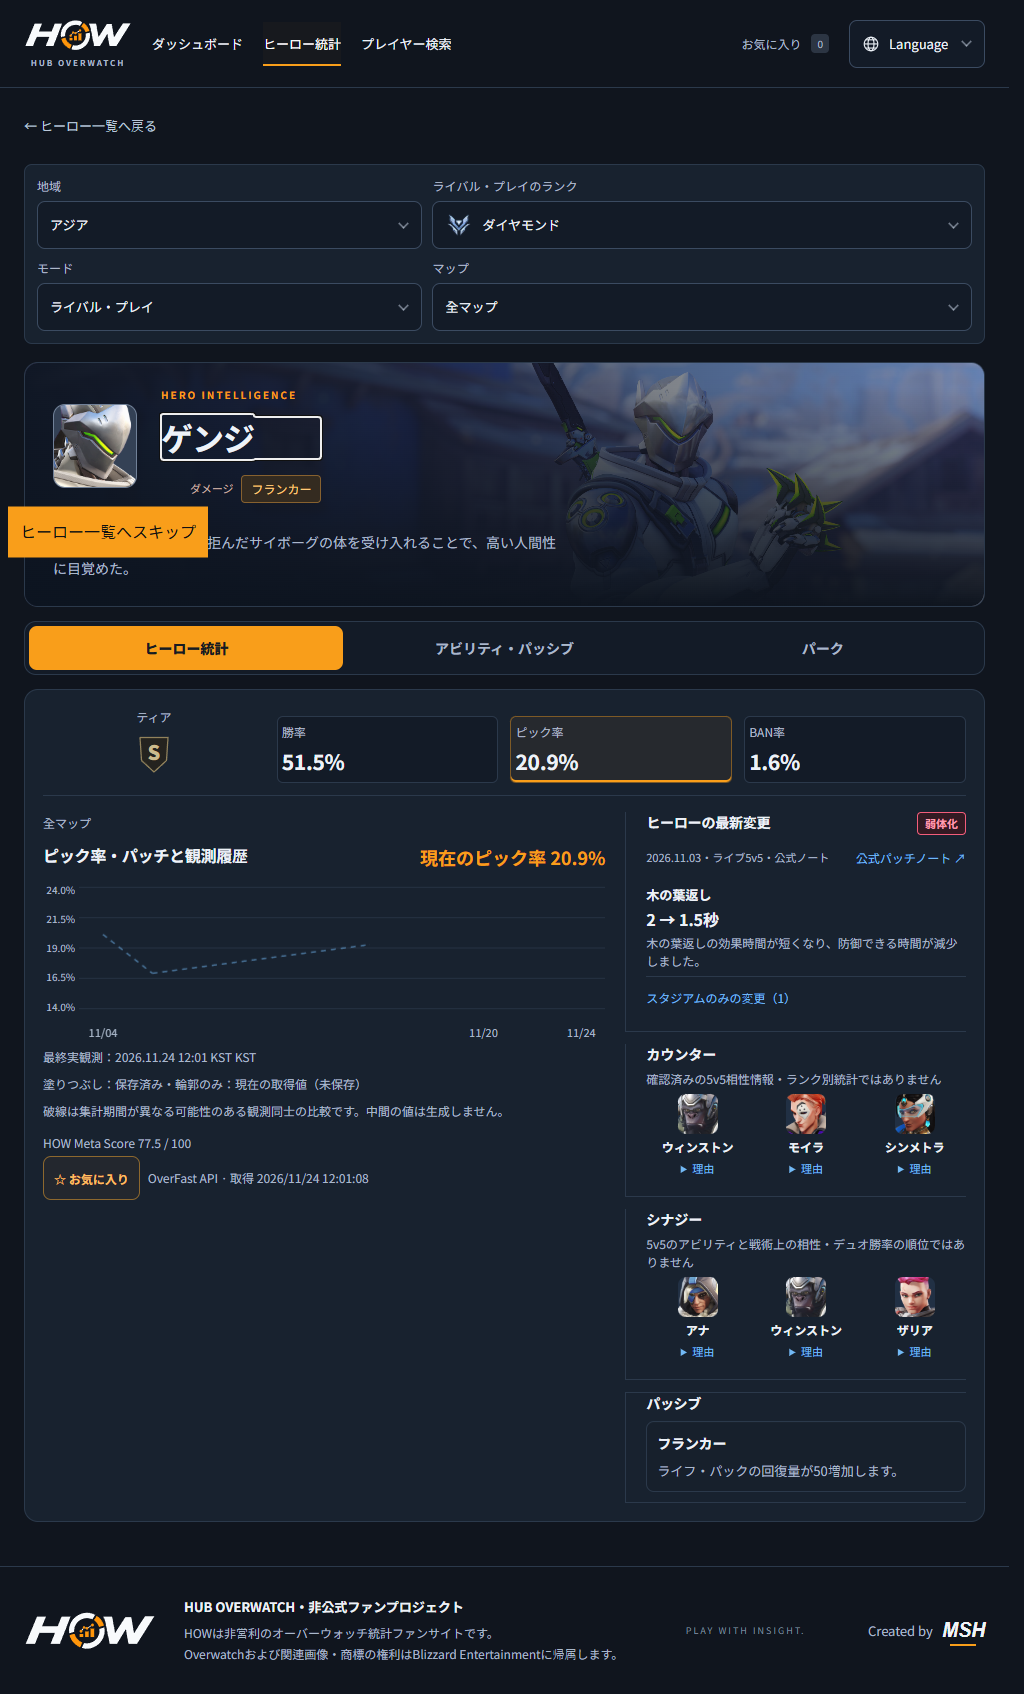 HOW
HUB OVERWATCH
ダッシュボード
ヒーロー統計
プレイヤー検索
お気に入り 0
Language
← ヒーロー一覧へ戻る
地域
アジア
ライバル・プレイのランク
ダイヤモンド
モード
ライバル・プレイ
マップ
全マップ
HERO INTELLIGENCE
ゲンジ
ダメージ フランカー
ヒーロー一覧へスキップ
拒んだサイボーグの体を受け入れることで、高い人間性
に目覚めた。
ヒーロー統計
アビリティ・パッシブ
パーク
ティア
S
勝率
51.5%
ピック率
20.9%
BAN率
1.6%
全マップ
ピック率・パッチと観測履歴
現在のピック率 20.9%
24.0%
21.5%
19.0%
16.5%
14.0%
11/04 11/20 11/24
最終実観測：2026.11.24 12:01 KST KST
塗りつぶし：保存済み・輪郭のみ：現在の取得値（未保存）
破線は集計期間が異なる可能性のある観測同士の比較です。中間の値は生成しません。
HOW Meta Score 77.5 / 100
☆ お気に入り
OverFast API · 取得 2026/11/24 12:01:08
ヒーローの最新変更
弱体化
2026.11.03・ライブ5v5・公式ノート
公式パッチノート ↗
木の葉返し
2 → 1.5秒
木の葉返しの効果時間が短くなり、防御できる時間が減少
しました。
スタジアムのみの変更（1）
カウンター
確認済みの5v5相性情報・ランク別統計ではありません
ウィンストン
▶ 理由
モイラ
▶ 理由
シンメトラ
▶ 理由
シナジー
5v5のアビリティと戦術上の相性・デュオ勝率の順位ではあ
りません
アナ
▶ 理由
ウィンストン
▶ 理由
ザリア
▶ 理由
パッシブ
フランカー
ライフ・パックの回復量が50増加します。
HOW
HUB OVERWATCH・非公式ファンプロジェクト
HOWは非営利のオーバーウォッチ統計ファンサイトです。
Overwatchおよび関連画像・商標の権利はBlizzard Entertainmentに帰属します。
PLAY WITH INSIGHT.
Created by MSH